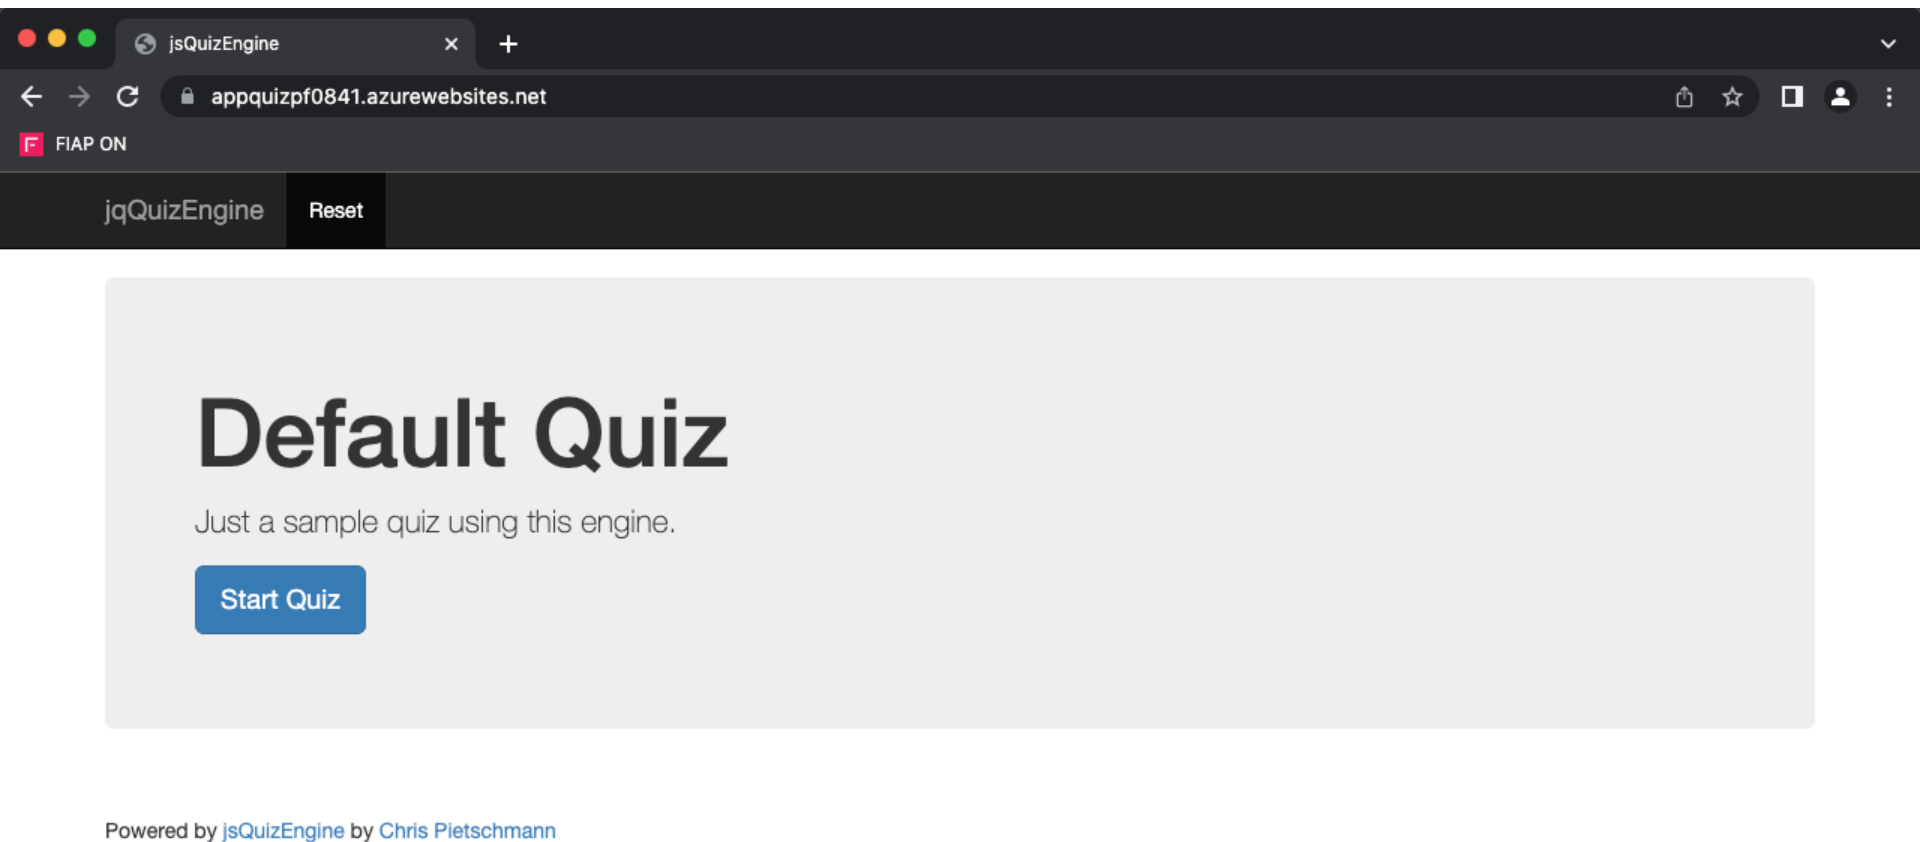 jsQuizEngine
appquizpf0841.azurewebsites.net
F FIAP ON
jqQuizEngine Reset
Default Quiz
Just a sample quiz using this engine.
Start Quiz
Powered by jsQuizEngine by Chris Pietschmann